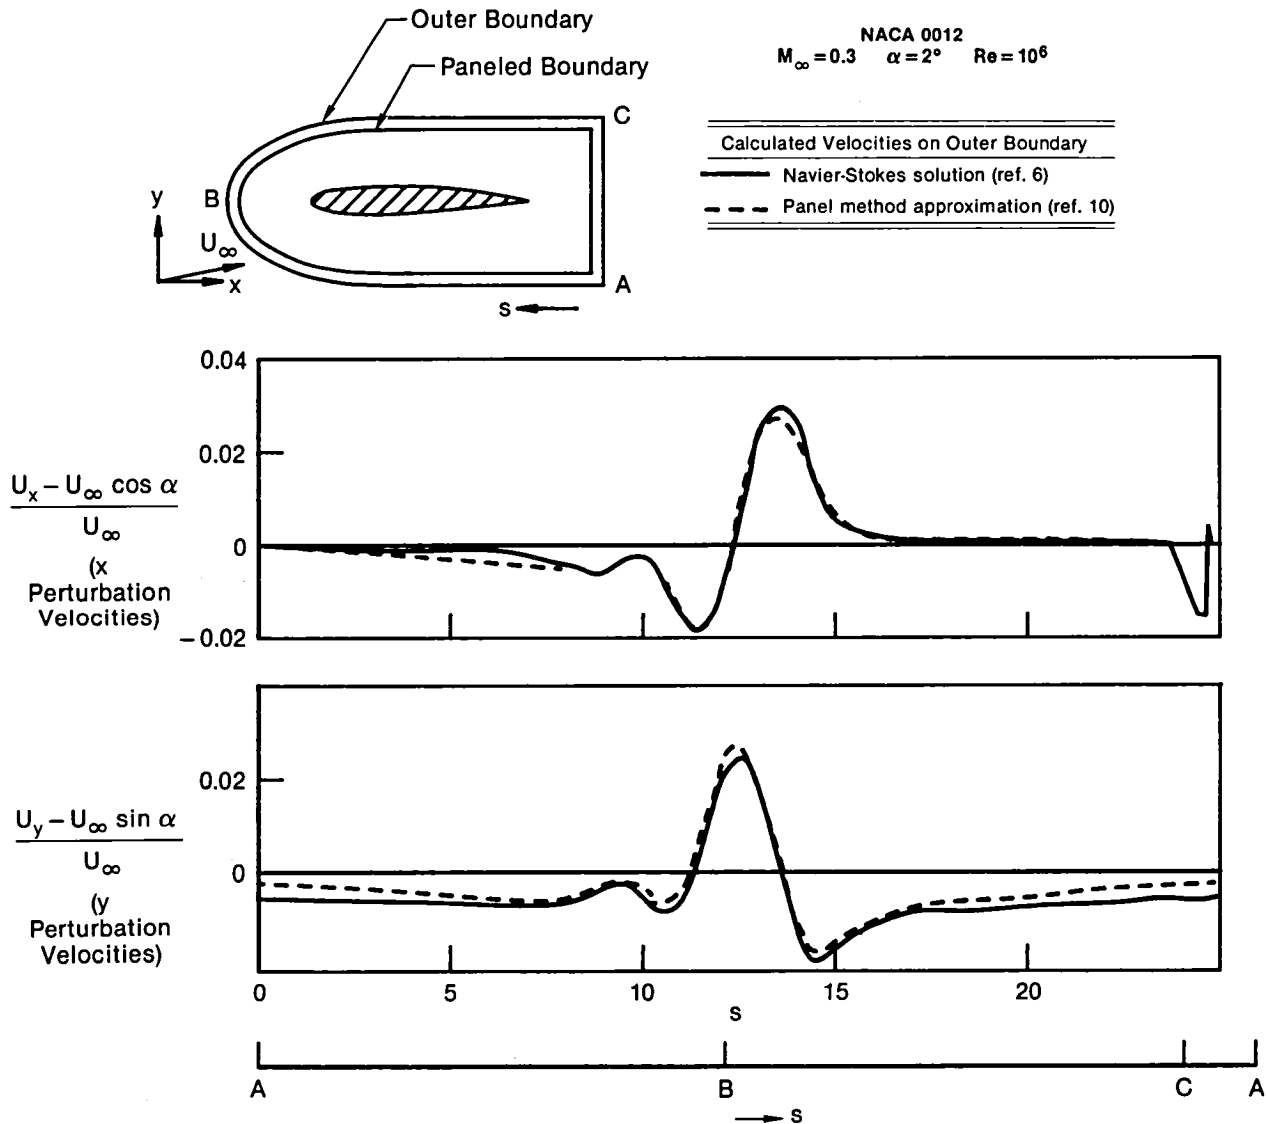 Outer Boundary
Paneled Boundary
C
B
A
y
x
U∞
s
NACA 0012
M∞ = 0.3 α = 2° Re = 10⁶
Calculated Velocities on Outer Boundary
Navier-Stokes solution (ref. 6)
Panel method approximation (ref. 10)
0.04
0.02
0
−0.02
Ux − U∞ cos α
U∞
(x
Perturbation
Velocities)
0.02
0
Uy − U∞ sin α
U∞
(y
Perturbation
Velocities)
0 5 10 15 20
s
A B C A
s